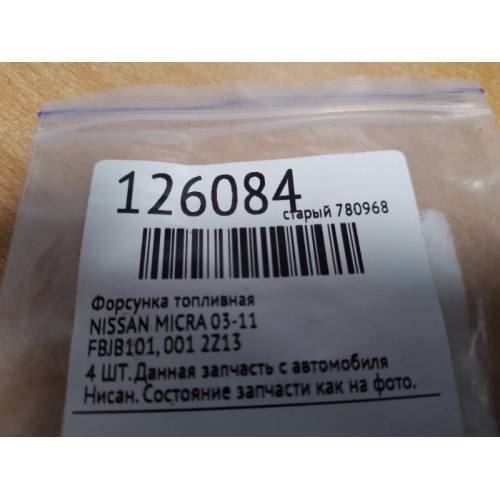 126084
старый 780968
Форсунка топливная
NISSAN MICRA 03-11
FBJB101, 001 2Z13
4 ШТ. Данная запчасть с автомобиля
Нисан. Состояние запчасти как на фото.